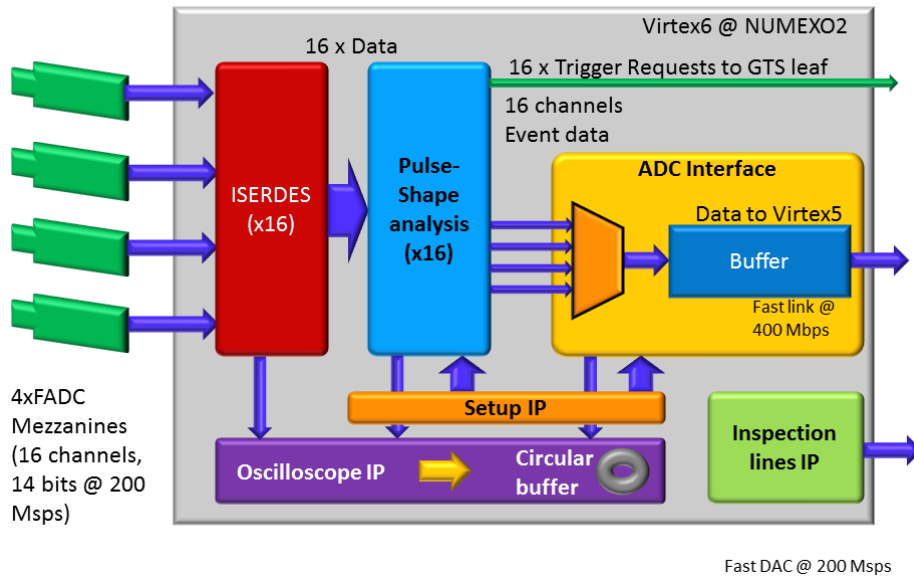 Virtex6 @ NUMEXO2
16 x Data
16 x Trigger Requests to GTS leaf
16 channels
Event data
ISERDES
(x16)
Pulse-
Shape
analysis
(x16)
ADC Interface
Data to Virtex5
Buffer
Fast link @
400 Mbps
4xFADC
Mezzanines
(16 channels,
14 bits @ 200
Msps)
Setup IP
Oscilloscope IP
Circular
buffer
Inspection
lines IP
Fast DAC @ 200 Msps